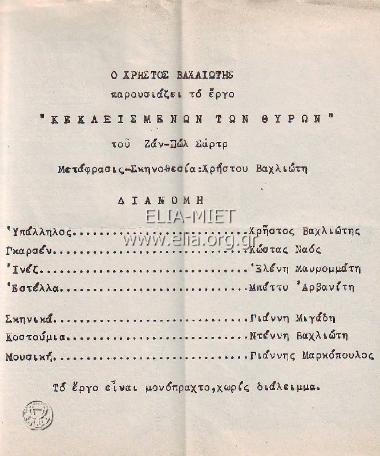 Ο ΧΡΗΣΤΟΣ ΒΑΧΛΙΩΤΗΣ
παρουσιάζει τό ἔργο
"ΚΕΚΛΕΙΣΜΕΝΩΝ ΤΩΝ ΘΥΡΩΝ"
τοῦ Ζάν-Πώλ Σάρτρ
Μετάφρασις-Σκηνοθεσία:Χρήστου Βαχλιώτη
ΔΙΑΝΟΜΗ
ELIA-MIET
www.elia.org.gr
Ὑπάλληλος......................Χρῆστος Βαχλιώτης
Γκαρσέν........................Κώστας Ναός
Ἰνέζ...........................Ἑλένη Μαυρομμάτη
Ἐστέλλα........................Μπέττυ Ἀρβανίτη
Σκηνικά........................Γιάννη Μιγάδη
Κοστούμια......................Ντέννη Βαχλιώτη
Μουσική........................Γιάννης Μαρκόπουλος
Τό ἔργο εἶναι μονόπρακτο,χωρίς διάλειμμα.